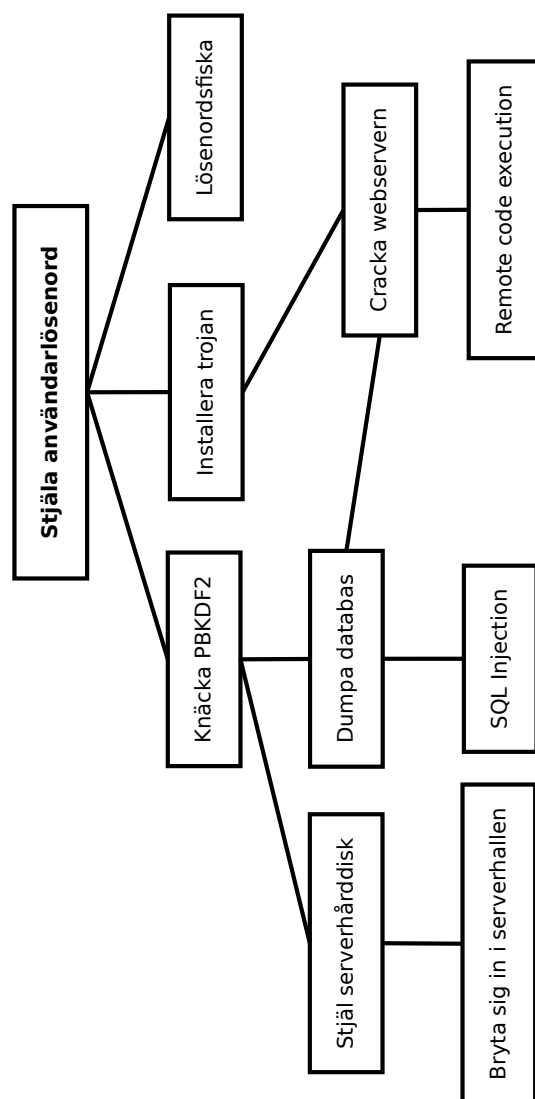 Stjäla användarlösenord
Knäcka PBKDF2
Installera trojan
Lösenordsfiska
Stjäl serverhårddisk
Dumpa databas
Cracka webservern
Bryta sig in i serverhallen
SQL Injection
Remote code execution